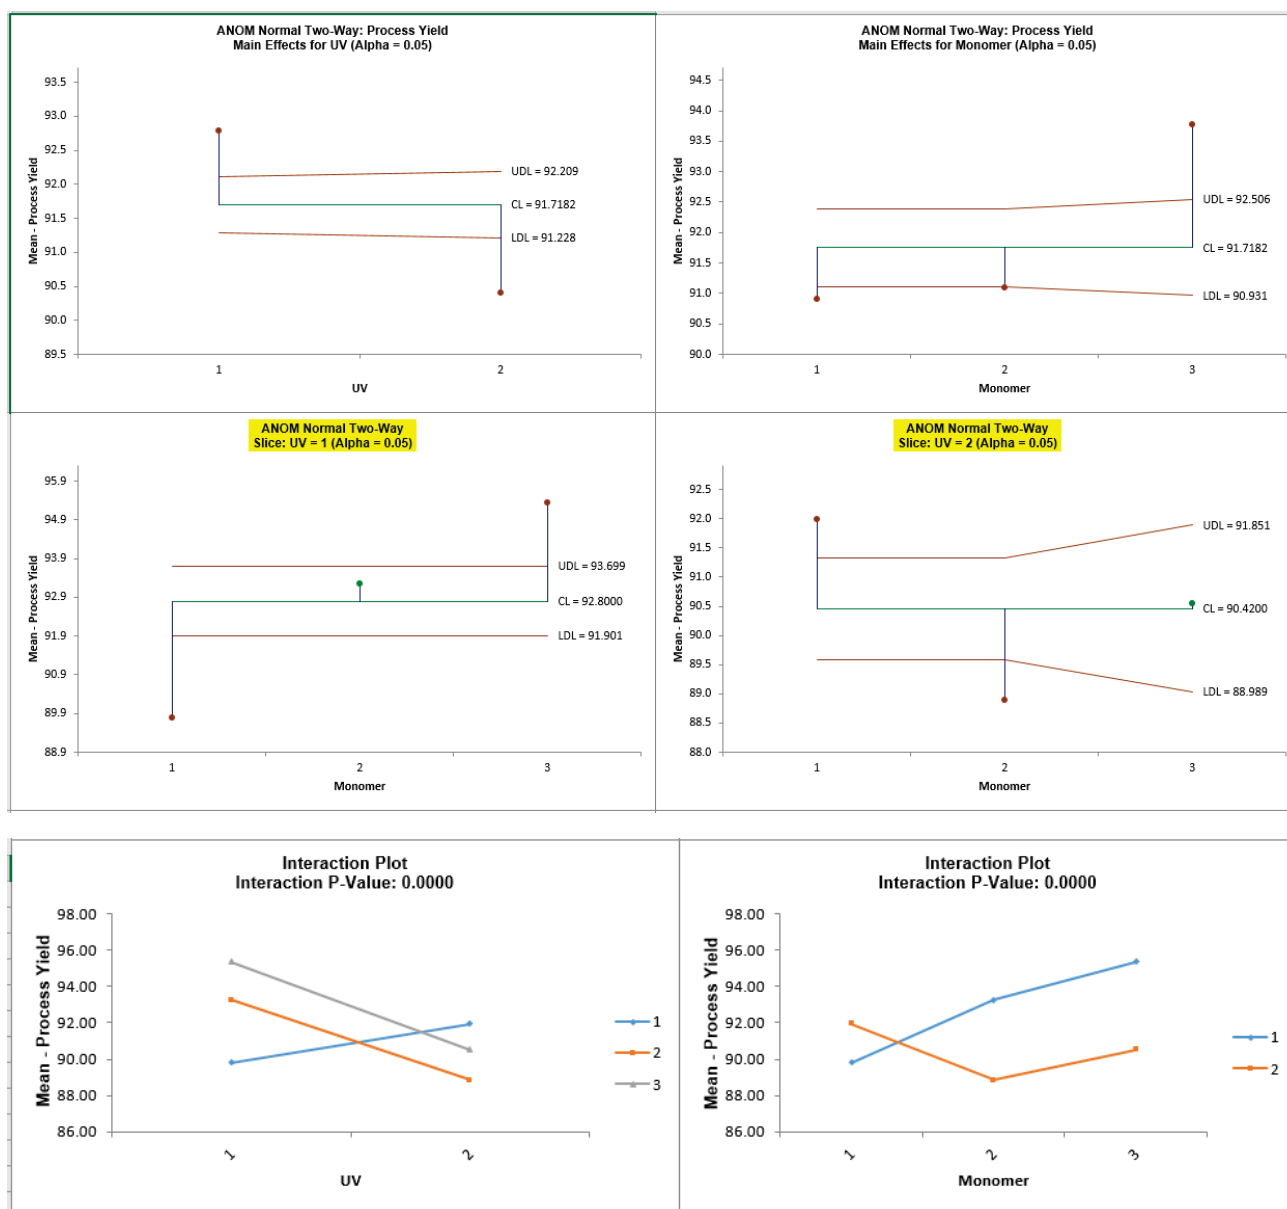 ANOM Normal Two-Way: Process Yield
Main Effects for UV (Alpha = 0.05)
Mean - Process Yield
93.5
93.0
92.5
92.0
91.5
91.0
90.5
90.0
89.5
UDL = 92.209
CL = 91.7182
LDL = 91.228
1 2
UV
ANOM Normal Two-Way: Process Yield
Main Effects for Monomer (Alpha = 0.05)
Mean - Process Yield
94.5
94.0
93.5
93.0
92.5
92.0
91.5
91.0
90.5
90.0
UDL = 92.506
CL = 91.7182
LDL = 90.931
1 2 3
Monomer
ANOM Normal Two-Way
Slice: UV = 1 (Alpha = 0.05)
Mean - Process Yield
95.9
94.9
93.9
92.9
91.9
90.9
89.9
88.9
UDL = 93.699
CL = 92.8000
LDL = 91.901
1 2 3
Monomer
ANOM Normal Two-Way
Slice: UV = 2 (Alpha = 0.05)
Mean - Process Yield
92.5
92.0
91.5
91.0
90.5
90.0
89.5
89.0
88.5
88.0
UDL = 91.851
CL = 90.4200
LDL = 88.989
1 2 3
Monomer
Interaction Plot
Interaction P-Value: 0.0000
Mean - Process Yield
98.00
96.00
94.00
92.00
90.00
88.00
86.00
1
2
3
1 2
UV
Interaction Plot
Interaction P-Value: 0.0000
Mean - Process Yield
98.00
96.00
94.00
92.00
90.00
88.00
86.00
1
2
1 2 3
Monomer